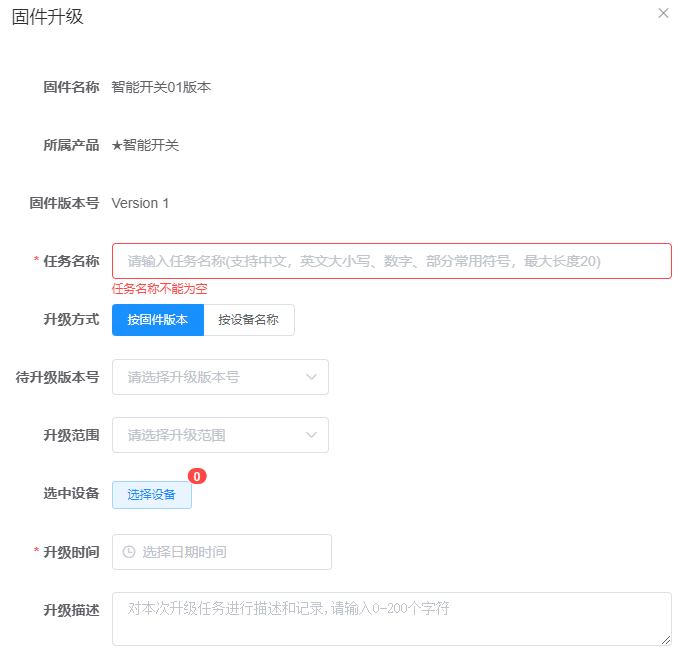 固件升级
固件名称 智能开关01版本
所属产品 ★智能开关
固件版本号 Version 1
* 任务名称 请输入任务名称(支持中文，英文大小写、数字、部分常用符号，最大长度20)
任务名称不能为空
升级方式 按固件版本 按设备名称
待升级版本号 请选择升级版本号
升级范围 请选择升级范围
选中设备 选择设备 0
* 升级时间 选择日期时间
升级描述 对本次升级任务进行描述和记录,请输入0-200个字符